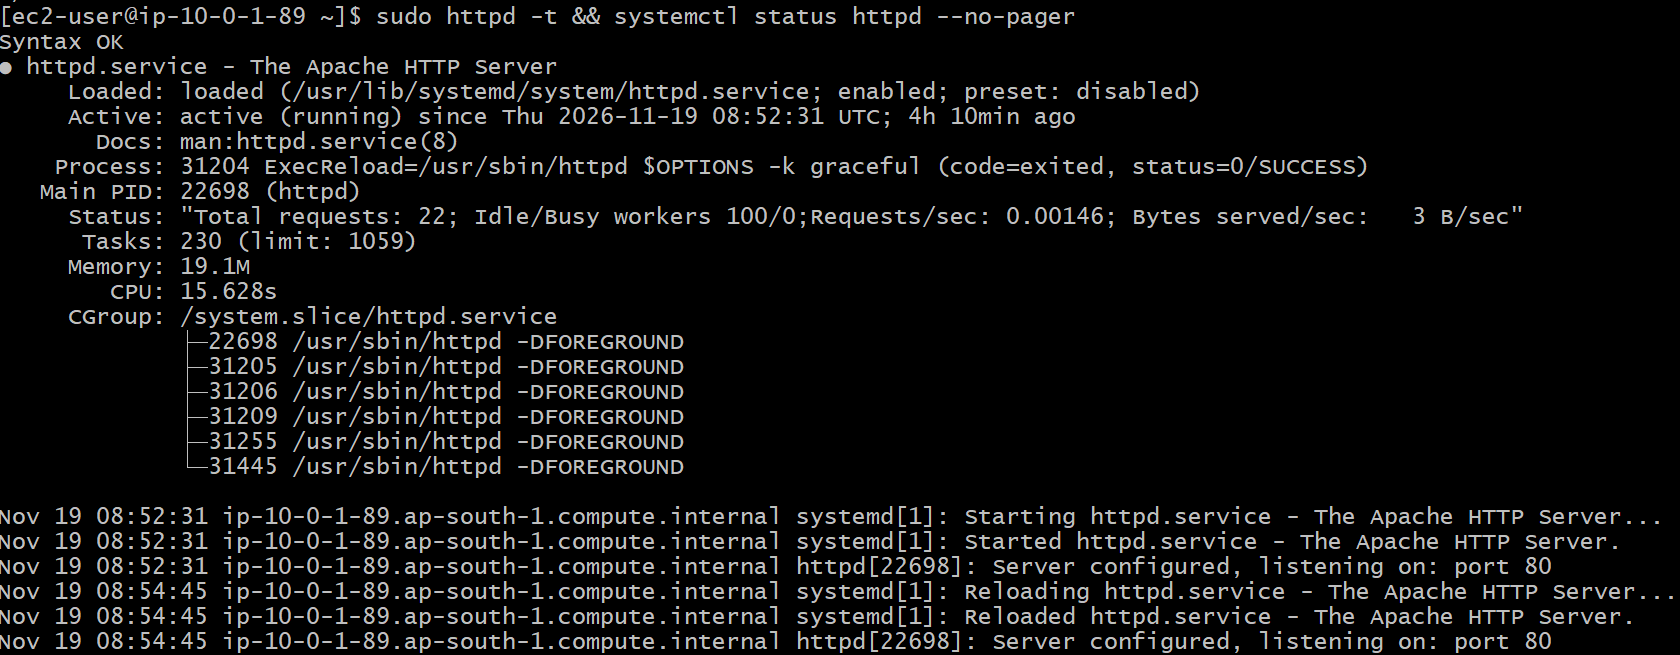 [ec2-user@ip-10-0-1-89 ~]$ sudo httpd -t && systemctl status httpd --no-pager
Syntax OK
● httpd.service - The Apache HTTP Server
     Loaded: loaded (/usr/lib/systemd/system/httpd.service; enabled; preset: disabled)
     Active: active (running) since Thu 2026-11-19 08:52:31 UTC; 4h 10min ago
       Docs: man:httpd.service(8)
    Process: 31204 ExecReload=/usr/sbin/httpd $OPTIONS -k graceful (code=exited, status=0/SUCCESS)
   Main PID: 22698 (httpd)
     Status: "Total requests: 22; Idle/Busy workers 100/0;Requests/sec: 0.00146; Bytes served/sec:   3 B/sec"
      Tasks: 230 (limit: 1059)
     Memory: 19.1M
        CPU: 15.628s
     CGroup: /system.slice/httpd.service
             ├─22698 /usr/sbin/httpd -DFOREGROUND
             ├─31205 /usr/sbin/httpd -DFOREGROUND
             ├─31206 /usr/sbin/httpd -DFOREGROUND
             ├─31209 /usr/sbin/httpd -DFOREGROUND
             ├─31255 /usr/sbin/httpd -DFOREGROUND
             └─31445 /usr/sbin/httpd -DFOREGROUND

Nov 19 08:52:31 ip-10-0-1-89.ap-south-1.compute.internal systemd[1]: Starting httpd.service - The Apache HTTP Server...
Nov 19 08:52:31 ip-10-0-1-89.ap-south-1.compute.internal systemd[1]: Started httpd.service - The Apache HTTP Server.
Nov 19 08:52:31 ip-10-0-1-89.ap-south-1.compute.internal httpd[22698]: Server configured, listening on: port 80
Nov 19 08:54:45 ip-10-0-1-89.ap-south-1.compute.internal systemd[1]: Reloading httpd.service - The Apache HTTP Server...
Nov 19 08:54:45 ip-10-0-1-89.ap-south-1.compute.internal systemd[1]: Reloaded httpd.service - The Apache HTTP Server.
Nov 19 08:54:45 ip-10-0-1-89.ap-south-1.compute.internal httpd[22698]: Server configured, listening on: port 80